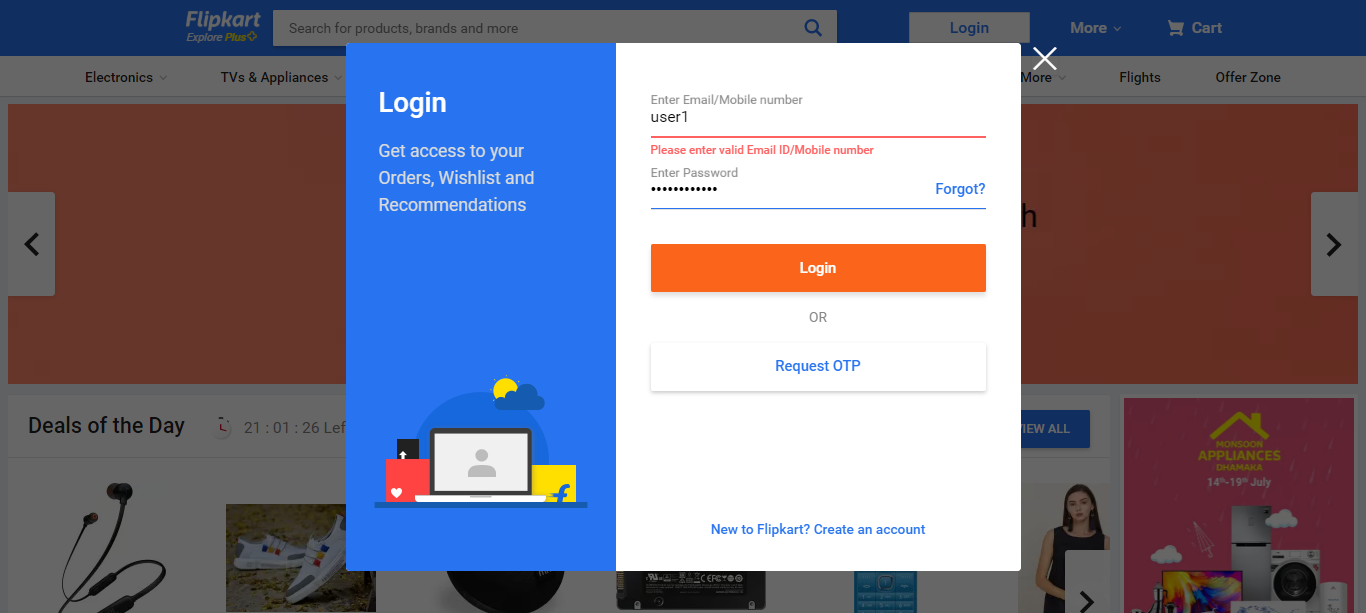 Flipkart
Explore Plus
Search for products, brands and more
Login
More
Cart
Electronics
TVs & Appliances
More
Flights
Offer Zone
Login
Get access to your
Orders, Wishlist and
Recommendations
Enter Email/Mobile number
user1
Please enter valid Email ID/Mobile number
Enter Password
••••••••••••
Forgot?
Login
OR
Request OTP
New to Flipkart? Create an account
h
Deals of the Day
21 : 01 : 26 Lef
VIEW ALL
MONSOON
APPLIANCES
DHAMAKA
14th-19th July